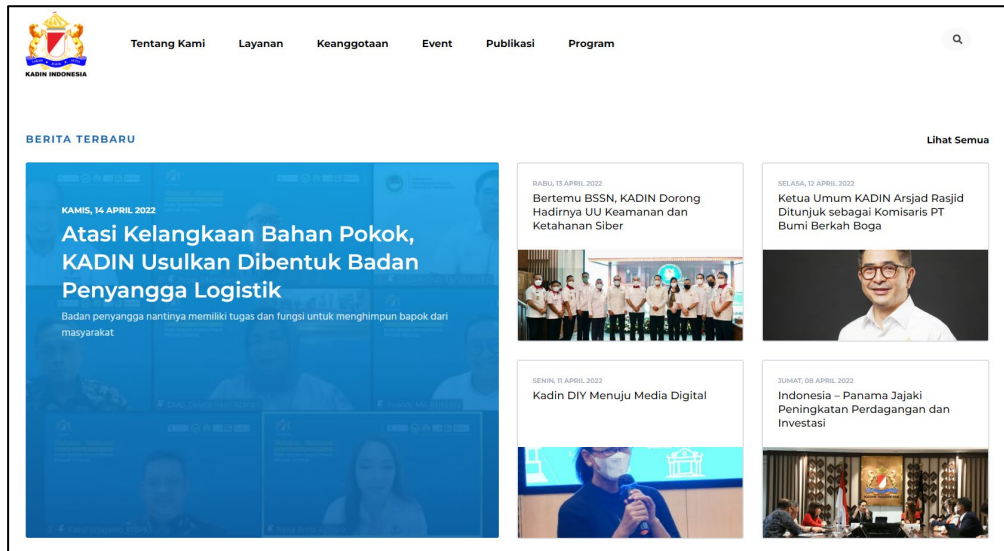 KADIN INDONESIA
Tentang Kami
Layanan
Keanggotaan
Event
Publikasi
Program
BERITA TERBARU
Lihat Semua
KAMIS, 14 APRIL 2022
Atasi Kelangkaan Bahan Pokok,
KADIN Usulkan Dibentuk Badan
Penyangga Logistik
Badan penyangga nantinya memiliki tugas dan fungsi untuk menghimpun bapok dari
masyarakat
RABU, 13 APRIL 2022
Bertemu BSSN, KADIN Dorong
Hadirnya UU Keamanan dan
Ketahanan Siber
SELASA, 12 APRIL 2022
Ketua Umum KADIN Arsjad Rasjid
Ditunjuk sebagai Komisaris PT
Bumi Berkah Boga
SENIN, 11 APRIL 2022
Kadin DIY Menuju Media Digital
JUMAT, 08 APRIL 2022
Indonesia – Panama Jajaki
Peningkatan Perdagangan dan
Investasi